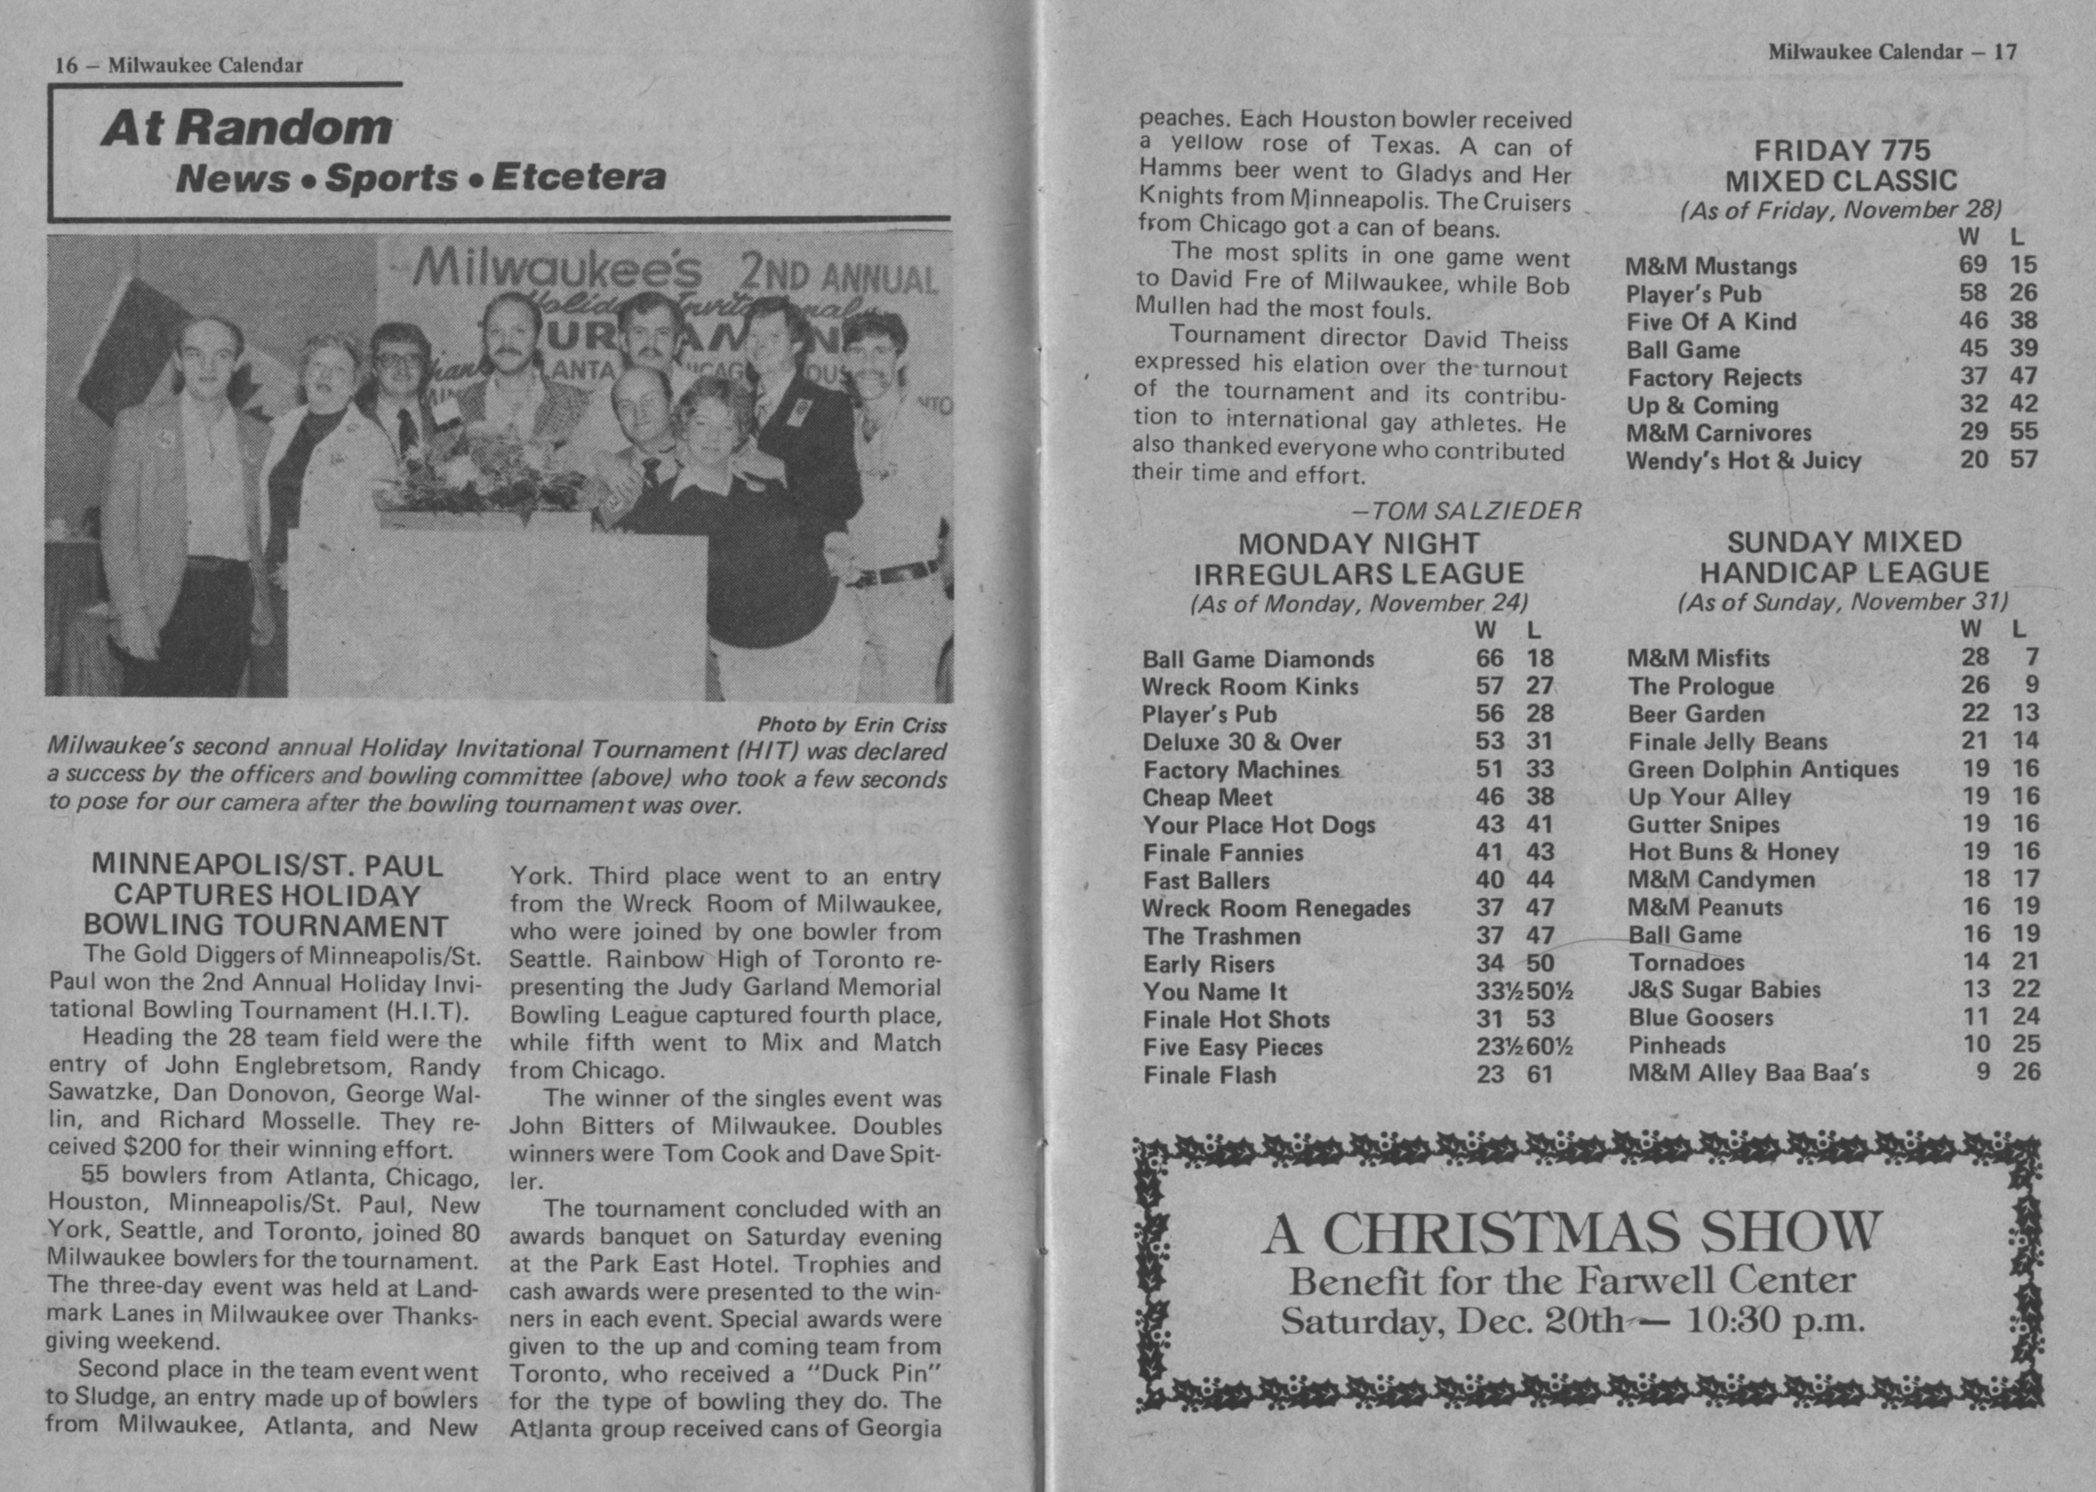 16 — Milwaukee Calendar
At Random
News • Sports • Etcetera
Milwaukee's 2ND ANNUAL
Photo by Erin Criss
Milwaukee's second annual Holiday Invitational Tournament (HIT) was declared
a success by the officers and bowling committee (above) who took a few seconds
to pose for our camera after the bowling tournament was over.
MINNEAPOLIS/ST. PAUL
CAPTURES HOLIDAY
BOWLING TOURNAMENT
The Gold Diggers of Minneapolis/St.
Paul won the 2nd Annual Holiday Invi-
tational Bowling Tournament (H.I.T).
Heading the 28 team field were the
entry of John Englebretsom, Randy
Sawatzke, Dan Donovon, George Wal-
lin, and Richard Mosselle. They re-
ceived $200 for their winning effort.
55 bowlers from Atlanta, Chicago,
Houston, Minneapolis/St. Paul, New
York, Seattle, and Toronto, joined 80
Milwaukee bowlers for the tournament.
The three-day event was held at Land-
mark Lanes in Milwaukee over Thanks-
giving weekend.
Second place in the team event went
to Sludge, an entry made up of bowlers
from Milwaukee, Atlanta, and New
York. Third place went to an entry
from the Wreck Room of Milwaukee,
who were joined by one bowler from
Seattle. Rainbow High of Toronto re-
presenting the Judy Garland Memorial
Bowling League captured fourth place,
while fifth went to Mix and Match
from Chicago.
The winner of the singles event was
John Bitters of Milwaukee. Doubles
winners were Tom Cook and Dave Spit-
ler.
The tournament concluded with an
awards banquet on Saturday evening
at the Park East Hotel. Trophies and
cash awards were presented to the win-
ners in each event. Special awards were
given to the up and coming team from
Toronto, who received a "Duck Pin"
for the type of bowling they do. The
Atlanta group received cans of Georgia
Milwaukee Calendar — 17
peaches. Each Houston bowler received
a yellow rose of Texas. A can of
Hamms beer went to Gladys and Her
Knights from Minneapolis. The Cruisers
from Chicago got a can of beans.
The most splits in one game went
to David Fre of Milwaukee, while Bob
Mullen had the most fouls.
Tournament director David Theiss
expressed his elation over the turnout
of the tournament and its contribu-
tion to international gay athletes. He
also thanked everyone who contributed
their time and effort.
—TOM SALZIEDER
MONDAY NIGHT
IRREGULARS LEAGUE
(As of Monday, November 24)
W L
Ball Game Diamonds 66 18
Wreck Room Kinks 57 27
Player's Pub 56 28
Deluxe 30 & Over 53 31
Factory Machines 51 33
Cheap Meet 46 38
Your Place Hot Dogs 43 41
Finale Fannies 41 43
Fast Ballers 40 44
Wreck Room Renegades 37 47
The Trashmen 37 47
Early Risers 34 50
You Name It 33½ 50½
Finale Hot Shots 31 53
Five Easy Pieces 23½ 60½
Finale Flash 23 61
FRIDAY 775
MIXED CLASSIC
(As of Friday, November 28)
W L
M&M Mustangs 69 15
Player's Pub 58 26
Five Of A Kind 46 38
Ball Game 45 39
Factory Rejects 37 47
Up & Coming 32 42
M&M Carnivores 29 55
Wendy's Hot & Juicy 20 57
SUNDAY MIXED
HANDICAP LEAGUE
(As of Sunday, November 31)
W L
M&M Misfits 28 7
The Prologue 26 9
Beer Garden 22 13
Finale Jelly Beans 21 14
Green Dolphin Antiques 19 16
Up Your Alley 19 16
Gutter Snipes 19 16
Hot Buns & Honey 19 16
M&M Candymen 18 17
M&M Peanuts 16 19
Ball Game 16 19
Tornadoes 14 21
J&S Sugar Babies 13 22
Blue Goosers 11 24
Pinheads 10 25
M&M Alley Baa Baa's 9 26
A CHRISTMAS SHOW
Benefit for the Farwell Center
Saturday, Dec. 20th — 10:30 p.m.